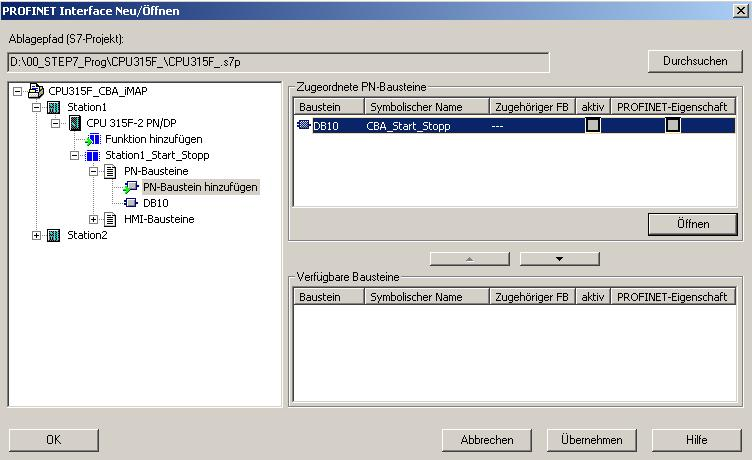 PROFINET Interface Neu/Öffnen
Ablagepfad (S7-Projekt):
D:\00_STEP7_Prog\CPU315F_\CPU315F_.s7p
Durchsuchen
CPU315F_CBA_iMAP
Station1
CPU 315F-2 PN/DP
Funktion hinzufügen
Station1_Start_Stopp
PN-Bausteine
PN-Baustein hinzufügen
DB10
HMI-Bausteine
Station2
Zugeordnete PN-Bausteine
Baustein Symbolischer Name Zugehöriger FB aktiv PROFINET-Eigenschaft
DB10 CBA_Start_Stopp ---
Öffnen
Verfügbare Bausteine
Baustein Symbolischer Name Zugehöriger FB aktiv PROFINET-Eigenschaft
OK Abbrechen Übernehmen Hilfe